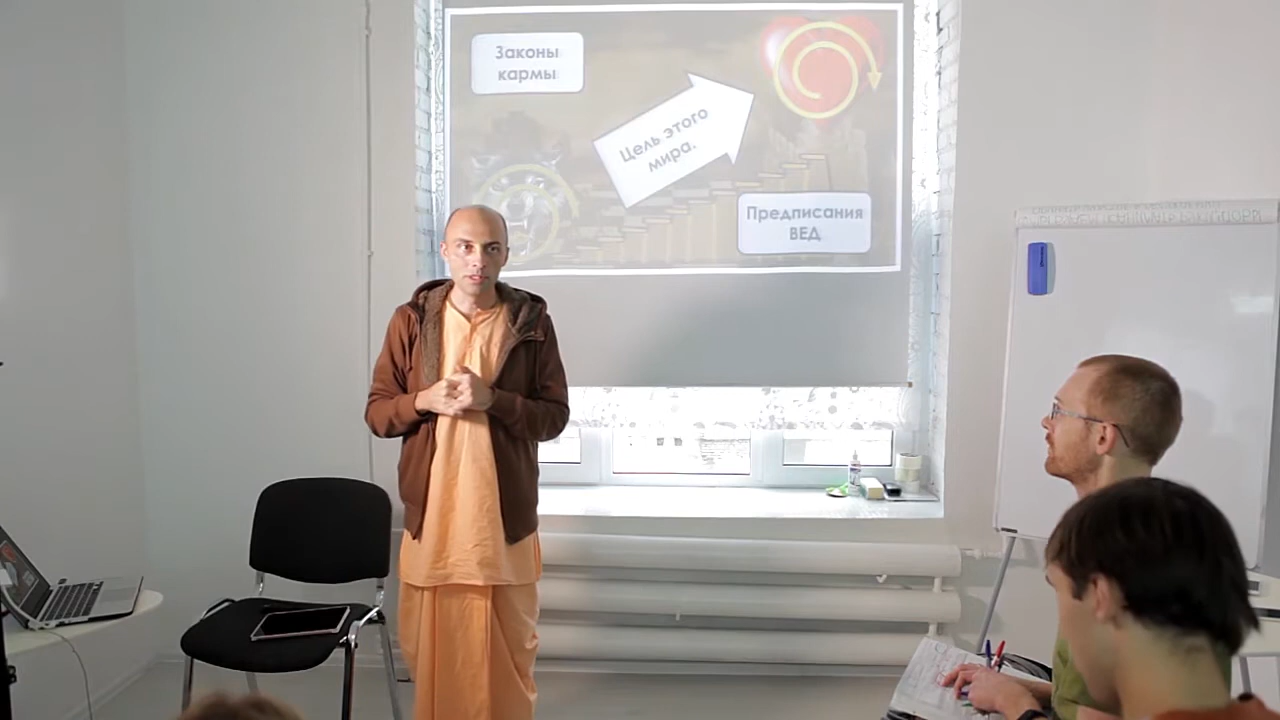 Законы
кармы
Цель этого
мира.
Предписания
ВЕД